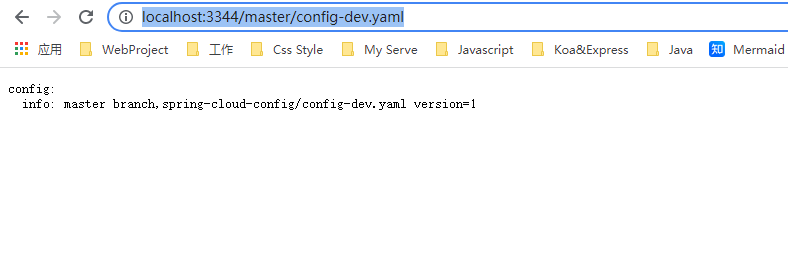 localhost:3344/master/config-dev.yaml
应用 WebProject 工作 Css Style My Serve Javascript Koa&Express Java 知 Mermaid
config:
  info: master branch,spring-cloud-config/config-dev.yaml version=1